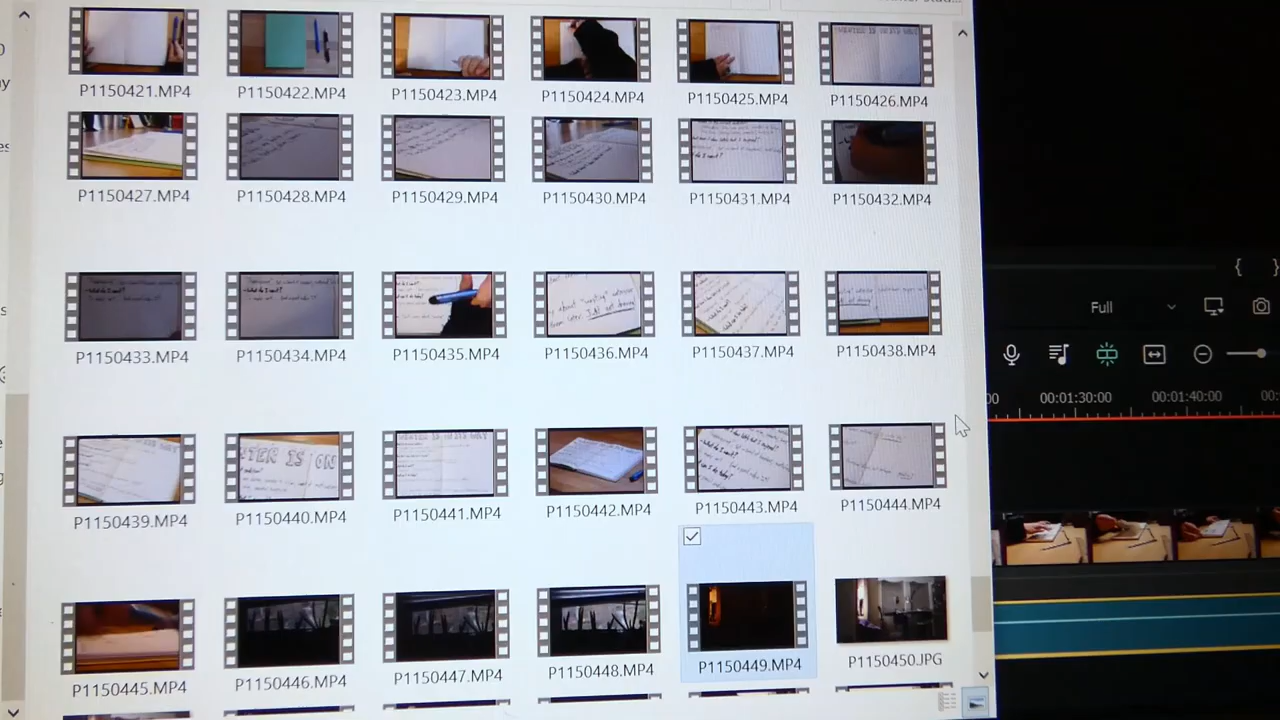 P1150421.MP4 P1150422.MP4 P1150423.MP4 P1150424.MP4 P1150425.MP4 P1150426.MP4
P1150427.MP4 P1150428.MP4 P1150429.MP4 P1150430.MP4 P1150431.MP4 P1150432.MP4
P1150433.MP4 P1150434.MP4 P1150435.MP4 P1150436.MP4 P1150437.MP4 P1150438.MP4
P1150439.MP4 P1150440.MP4 P1150441.MP4 P1150442.MP4 P1150443.MP4 P1150444.MP4
P1150445.MP4 P1150446.MP4 P1150447.MP4 P1150448.MP4 P1150449.MP4 P1150450.JPG
Full
00:01:30:00 00:01:40:00